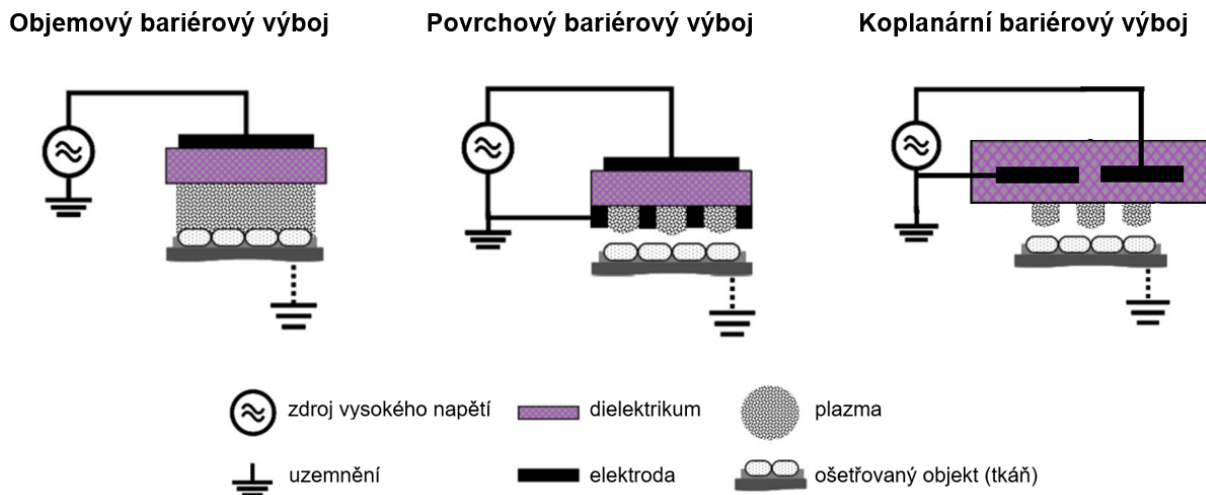 Objemový bariérový výboj
Povrchový bariérový výboj
Koplanární bariérový výboj
zdroj vysokého napětí
dielektrikum
plazma
uzemnění
elektroda
ošetřovaný objekt (tkáň)